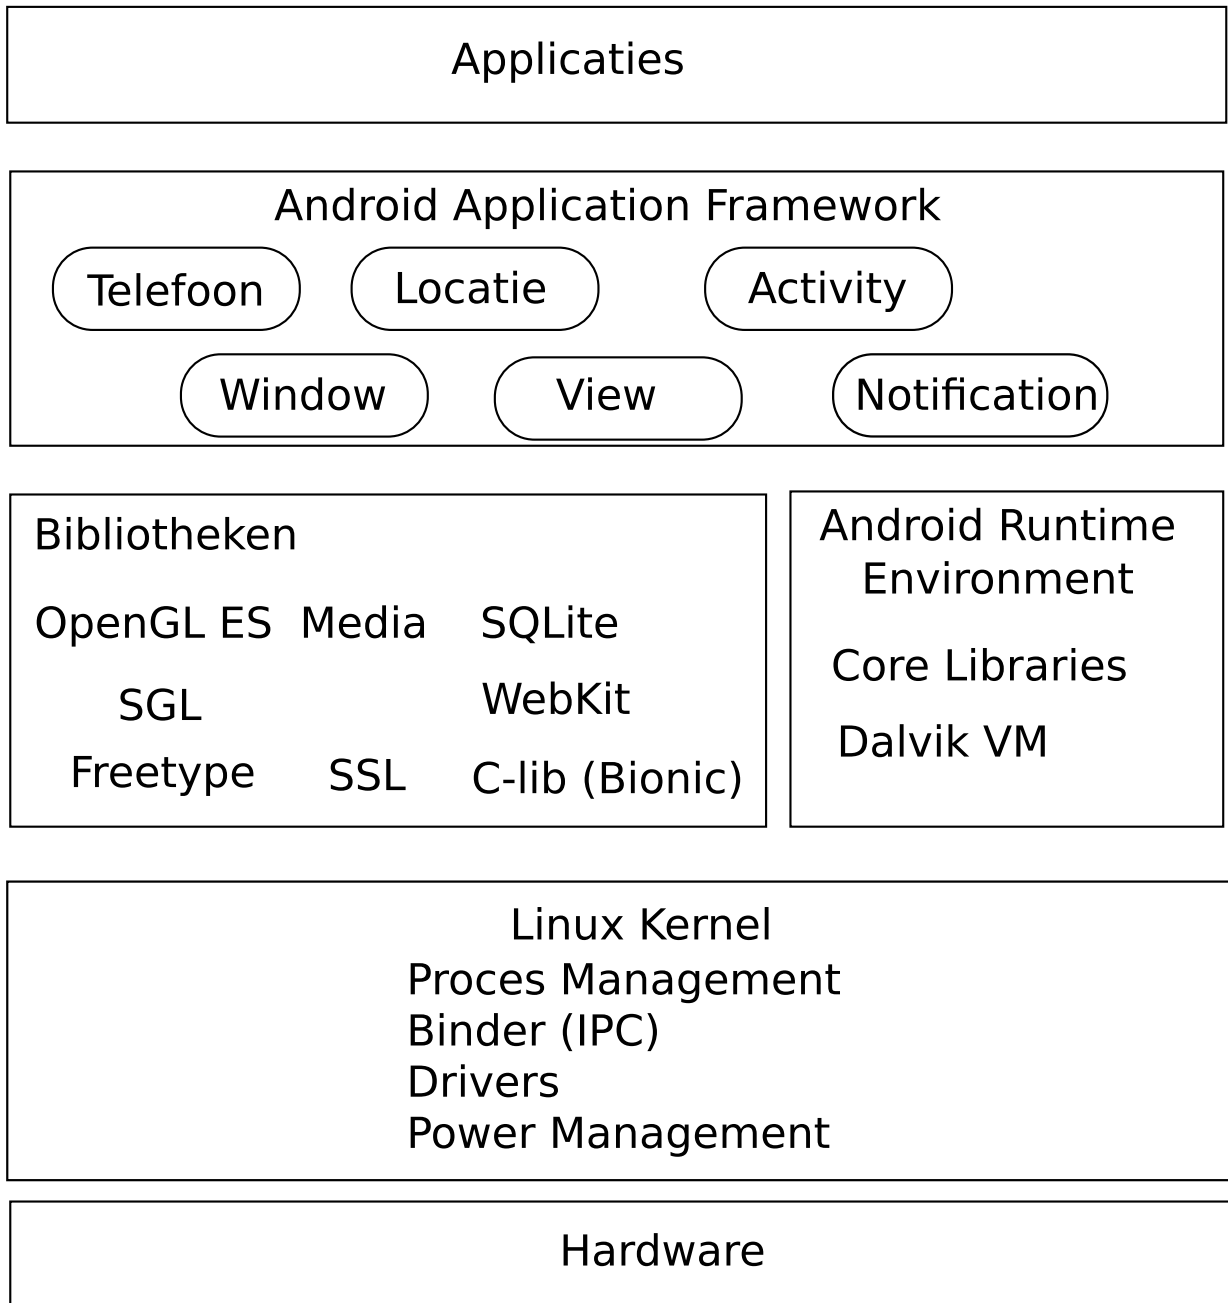 Applicaties
Android Application Framework
Telefoon Locatie Activity
Window View Notification
Bibliotheken
OpenGL ES Media SQLite
SGL WebKit
Freetype SSL C-lib (Bionic)
Android Runtime
Environment
Core Libraries
Dalvik VM
Linux Kernel
Proces Management
Binder (IPC)
Drivers
Power Management
Hardware